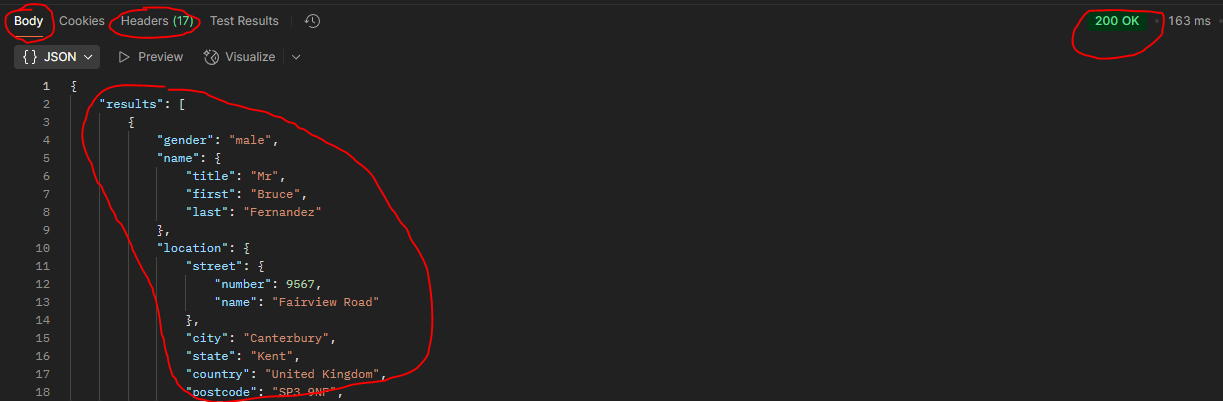 Body Cookies Headers (17) Test Results 200 OK 163 ms
{} JSON Preview Visualize
1 {
2 "results": [
3 {
4 "gender": "male",
5 "name": {
6 "title": "Mr",
7 "first": "Bruce",
8 "last": "Fernandez"
9 },
10 "location": {
11 "street": {
12 "number": 9567,
13 "name": "Fairview Road"
14 },
15 "city": "Canterbury",
16 "state": "Kent",
17 "country": "United Kingdom",
18 "postcode": "SP3 9NF",